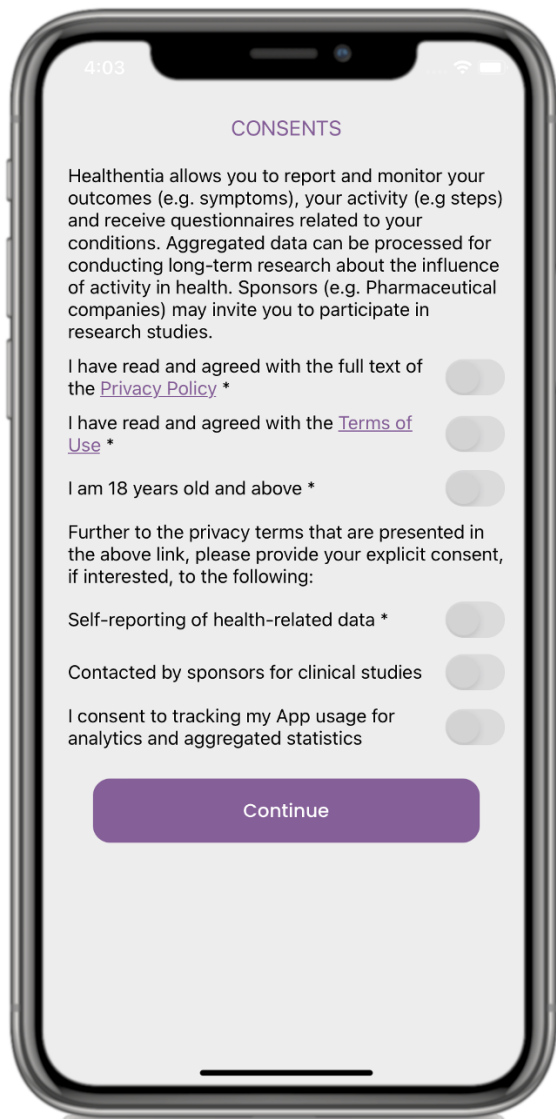 4:03
CONSENTS
Healthentia allows you to report and monitor your
outcomes (e.g. symptoms), your activity (e.g steps)
and receive questionnaires related to your
conditions. Aggregated data can be processed for
conducting long-term research about the influence
of activity in health. Sponsors (e.g. Pharmaceutical
companies) may invite you to participate in
research studies.
I have read and agreed with the full text of
the Privacy Policy *
I have read and agreed with the Terms of
Use *
I am 18 years old and above *
Further to the privacy terms that are presented in
the above link, please provide your explicit consent,
if interested, to the following:
Self-reporting of health-related data *
Contacted by sponsors for clinical studies
I consent to tracking my App usage for
analytics and aggregated statistics
Continue